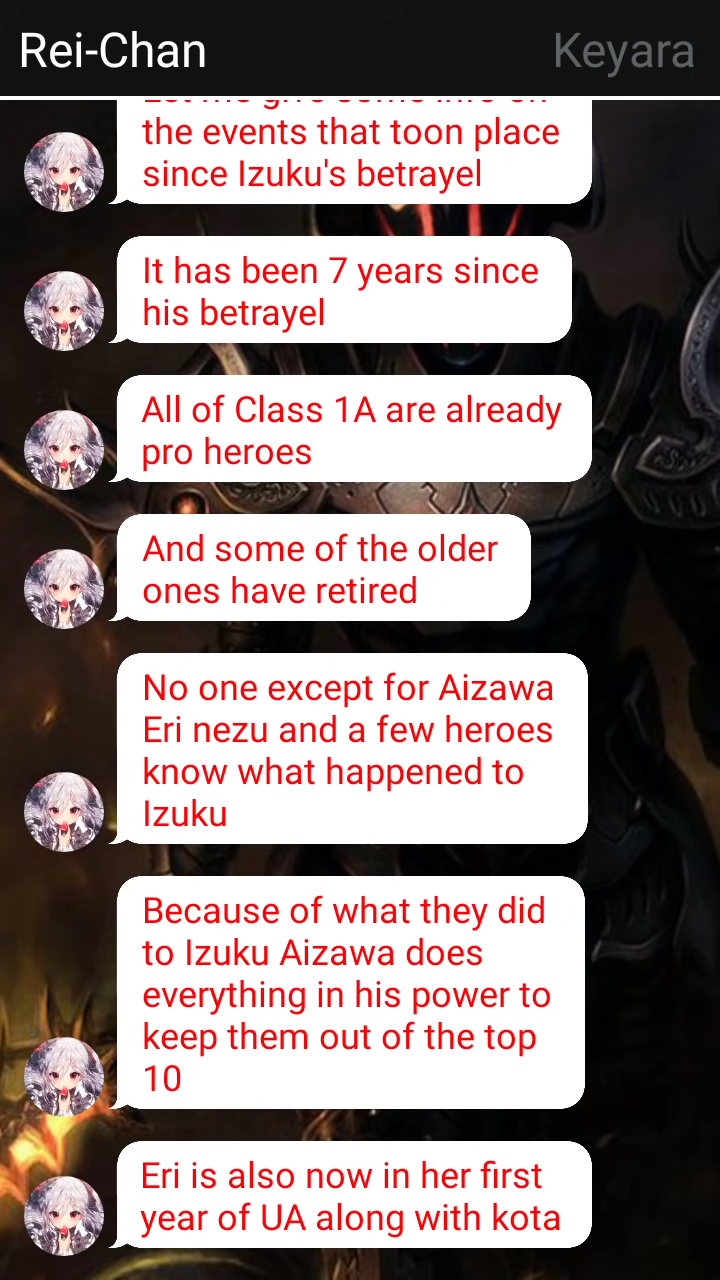 Rei-Chan
Keyara
the events that toon place
since Izuku's betrayel
It has been 7 years since
his betrayel
All of Class 1A are already
pro heroes
And some of the older
ones have retired
No one except for Aizawa
Eri nezu and a few heroes
know what happened to
Izuku
Because of what they did
to Izuku Aizawa does
everything in his power to
keep them out of the top
10
Eri is also now in her first
year of UA along with kota